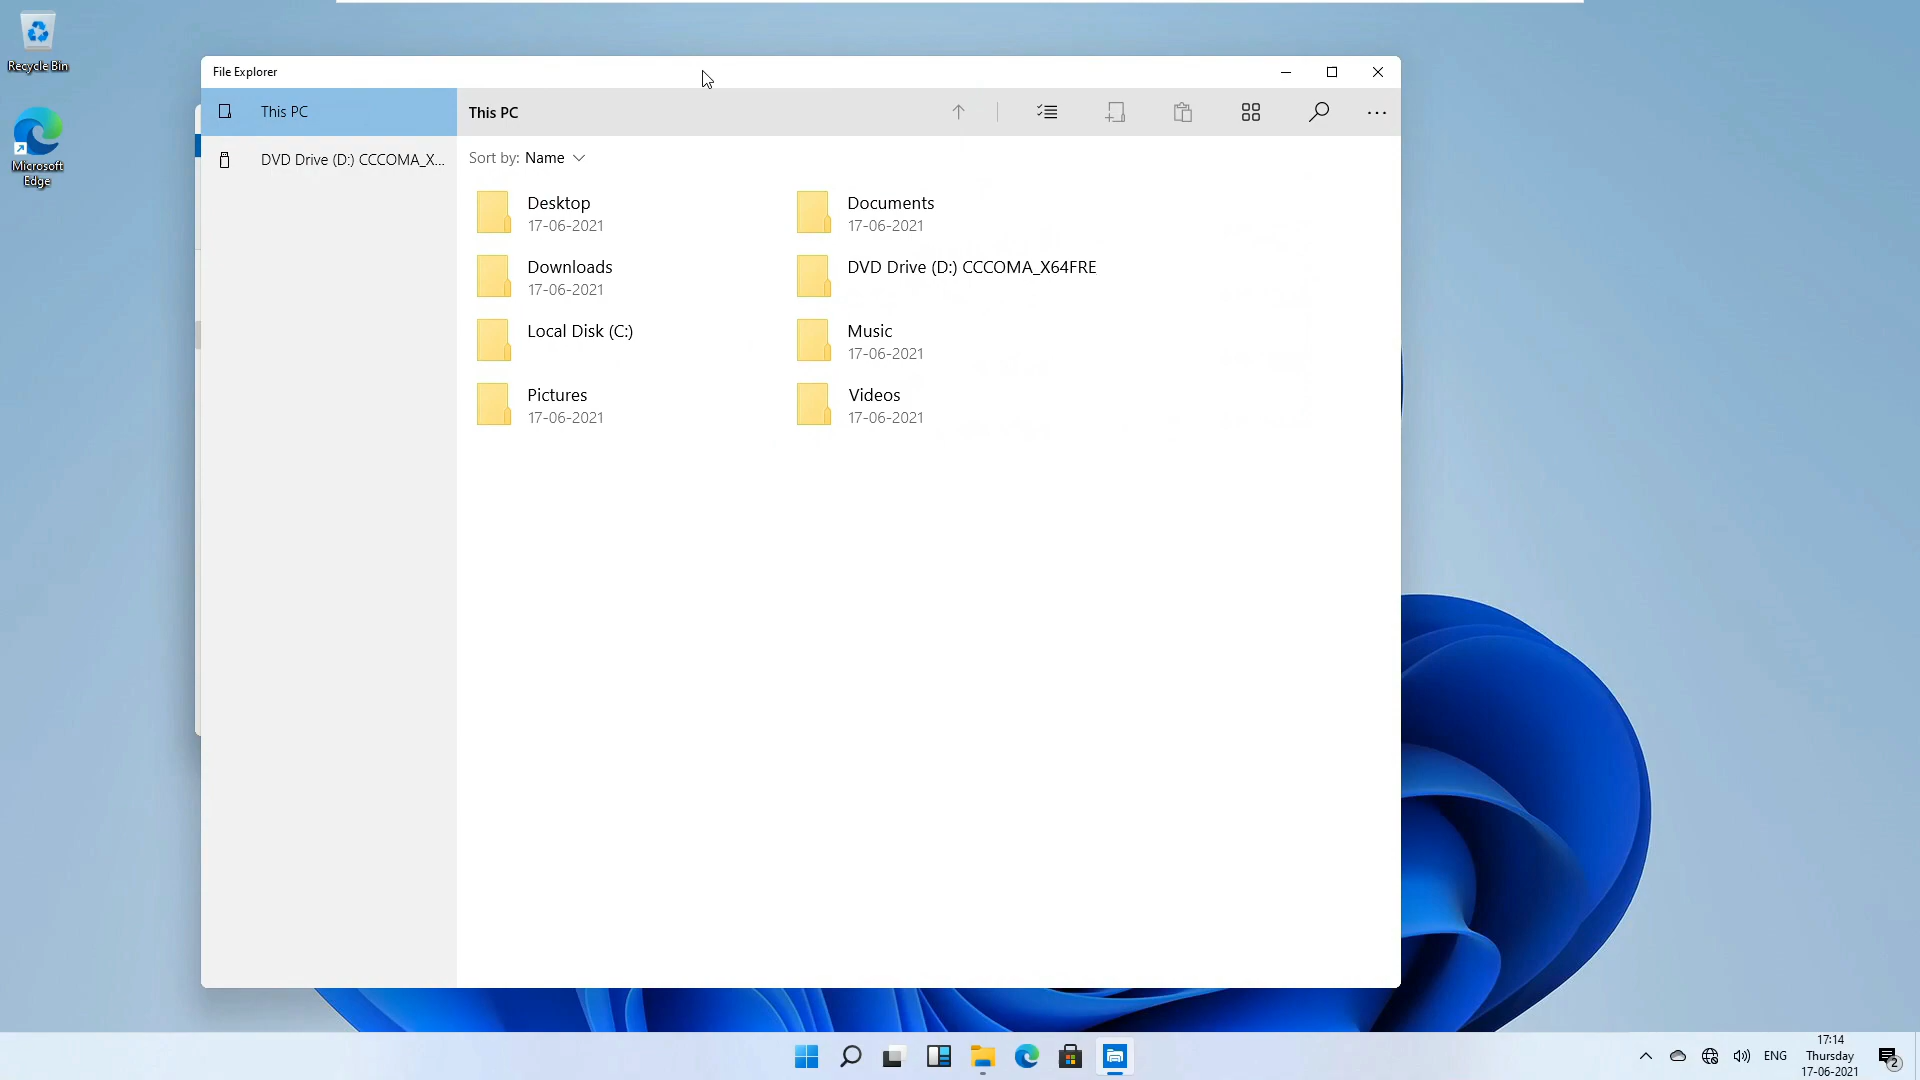 Recycle Bin
Microsoft
Edge
File Explorer
This PC
DVD Drive (D:) CCCOMA_X...
This PC
Sort by: Name
Desktop
17-06-2021
Documents
17-06-2021
Downloads
17-06-2021
DVD Drive (D:) CCCOMA_X64FRE
Local Disk (C:)
Music
17-06-2021
Pictures
17-06-2021
Videos
17-06-2021
ENG
17:14
Thursday
17-06-2021
2